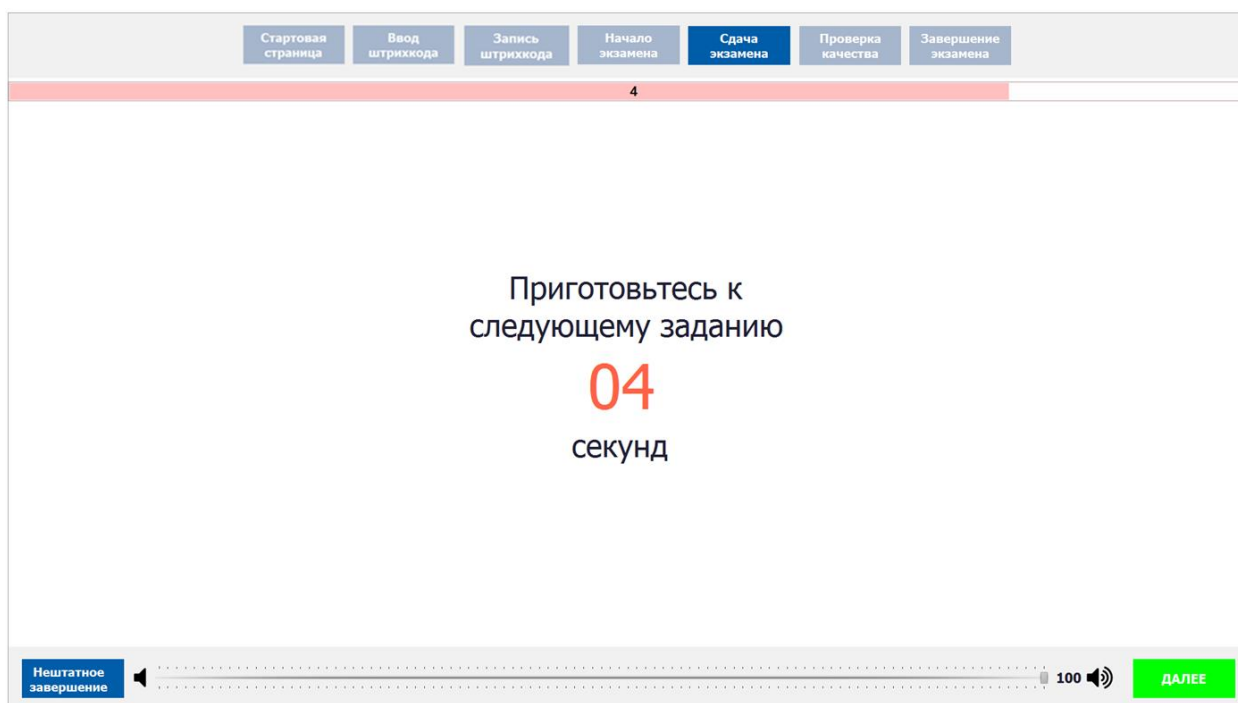 Стартовая страница
Ввод штрихкода
Запись штрихкода
Начало экзамена
Сдача экзамена
Проверка качества
Завершение экзамена
4
Приготовьтесь к
следующему заданию
04
секунд
Нештатное завершение
100
ДАЛЕЕ